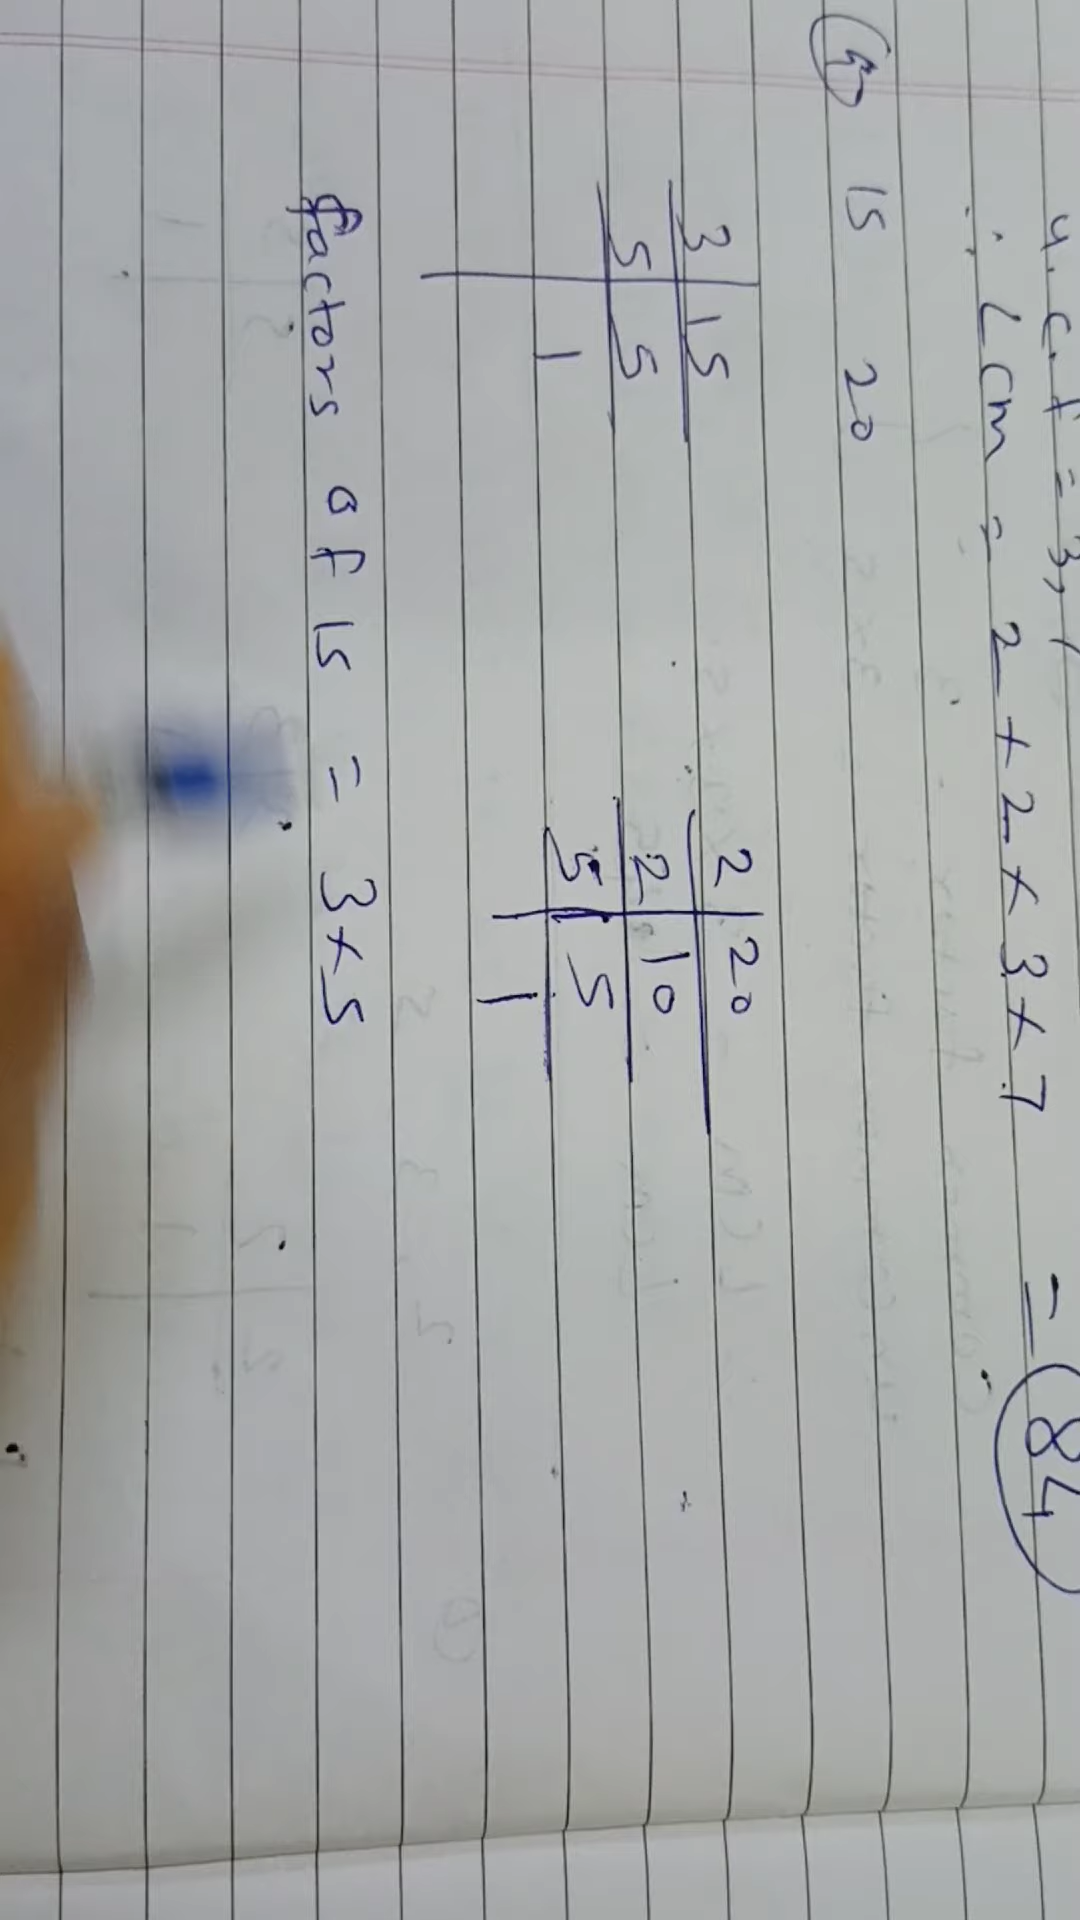 ∴ LCM = 2 × 2 × 3 × 7 = 84
15 20
3 15 2 20
5 5 2 10
1 5 5
1
factors of 15 = 3×5